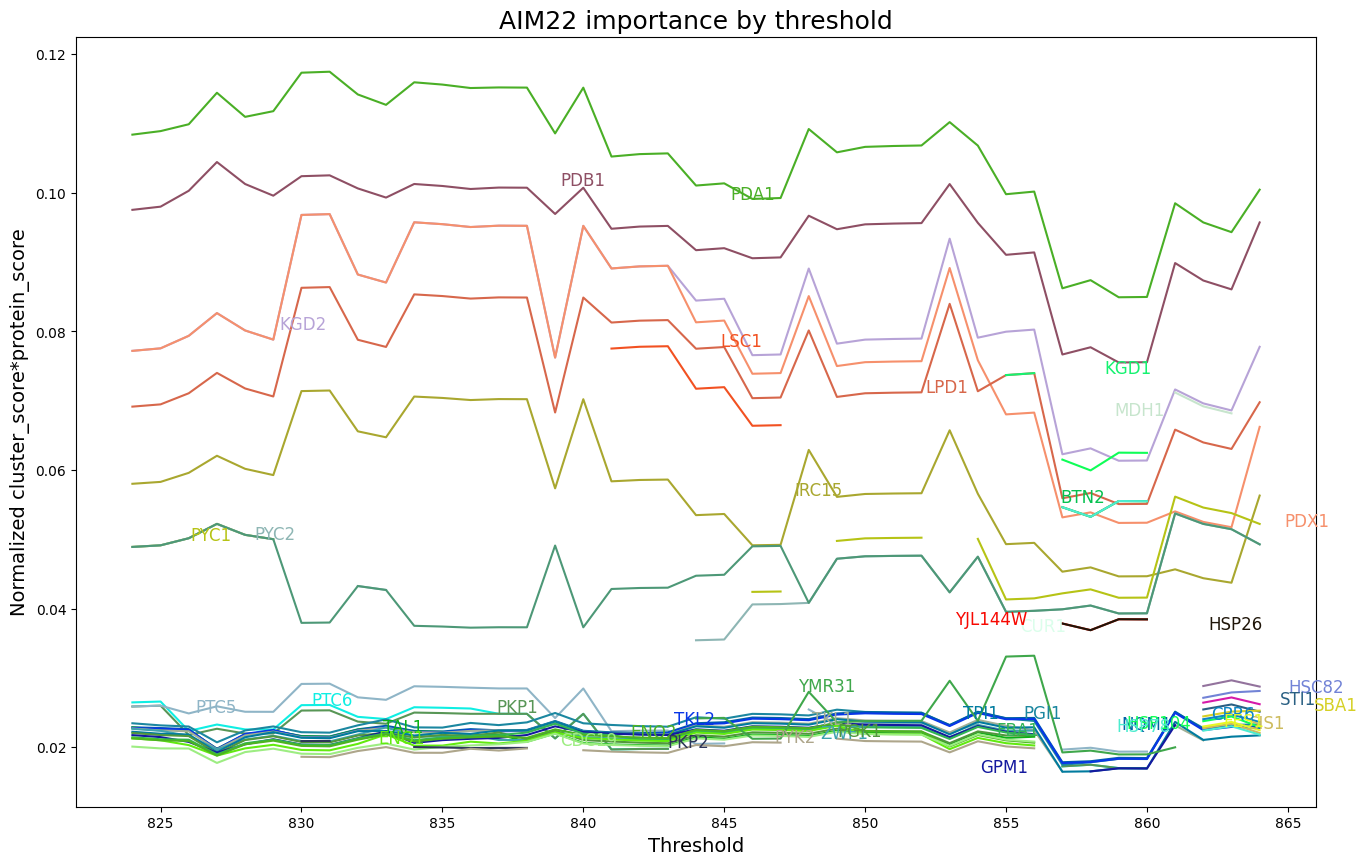 AIM22 importance by threshold
0.12
0.10
0.08
0.06
0.04
0.02
Normalized cluster_score*protein_score
PDB1
PDA1
KGD2
LSC1
KGD1
LPD1
MDH1
IRC15
BTN2
PYC1
PYC2
PDX1
YJL144W
CUR1
HSP26
YMR31
HSC82
PTC5
PTC6
PKP1
STI1
SBA1
TKL2
TPI1
PGI1
TAL1
PKP2
GPM1
825
830
835
840
845
850
855
860
865
Threshold